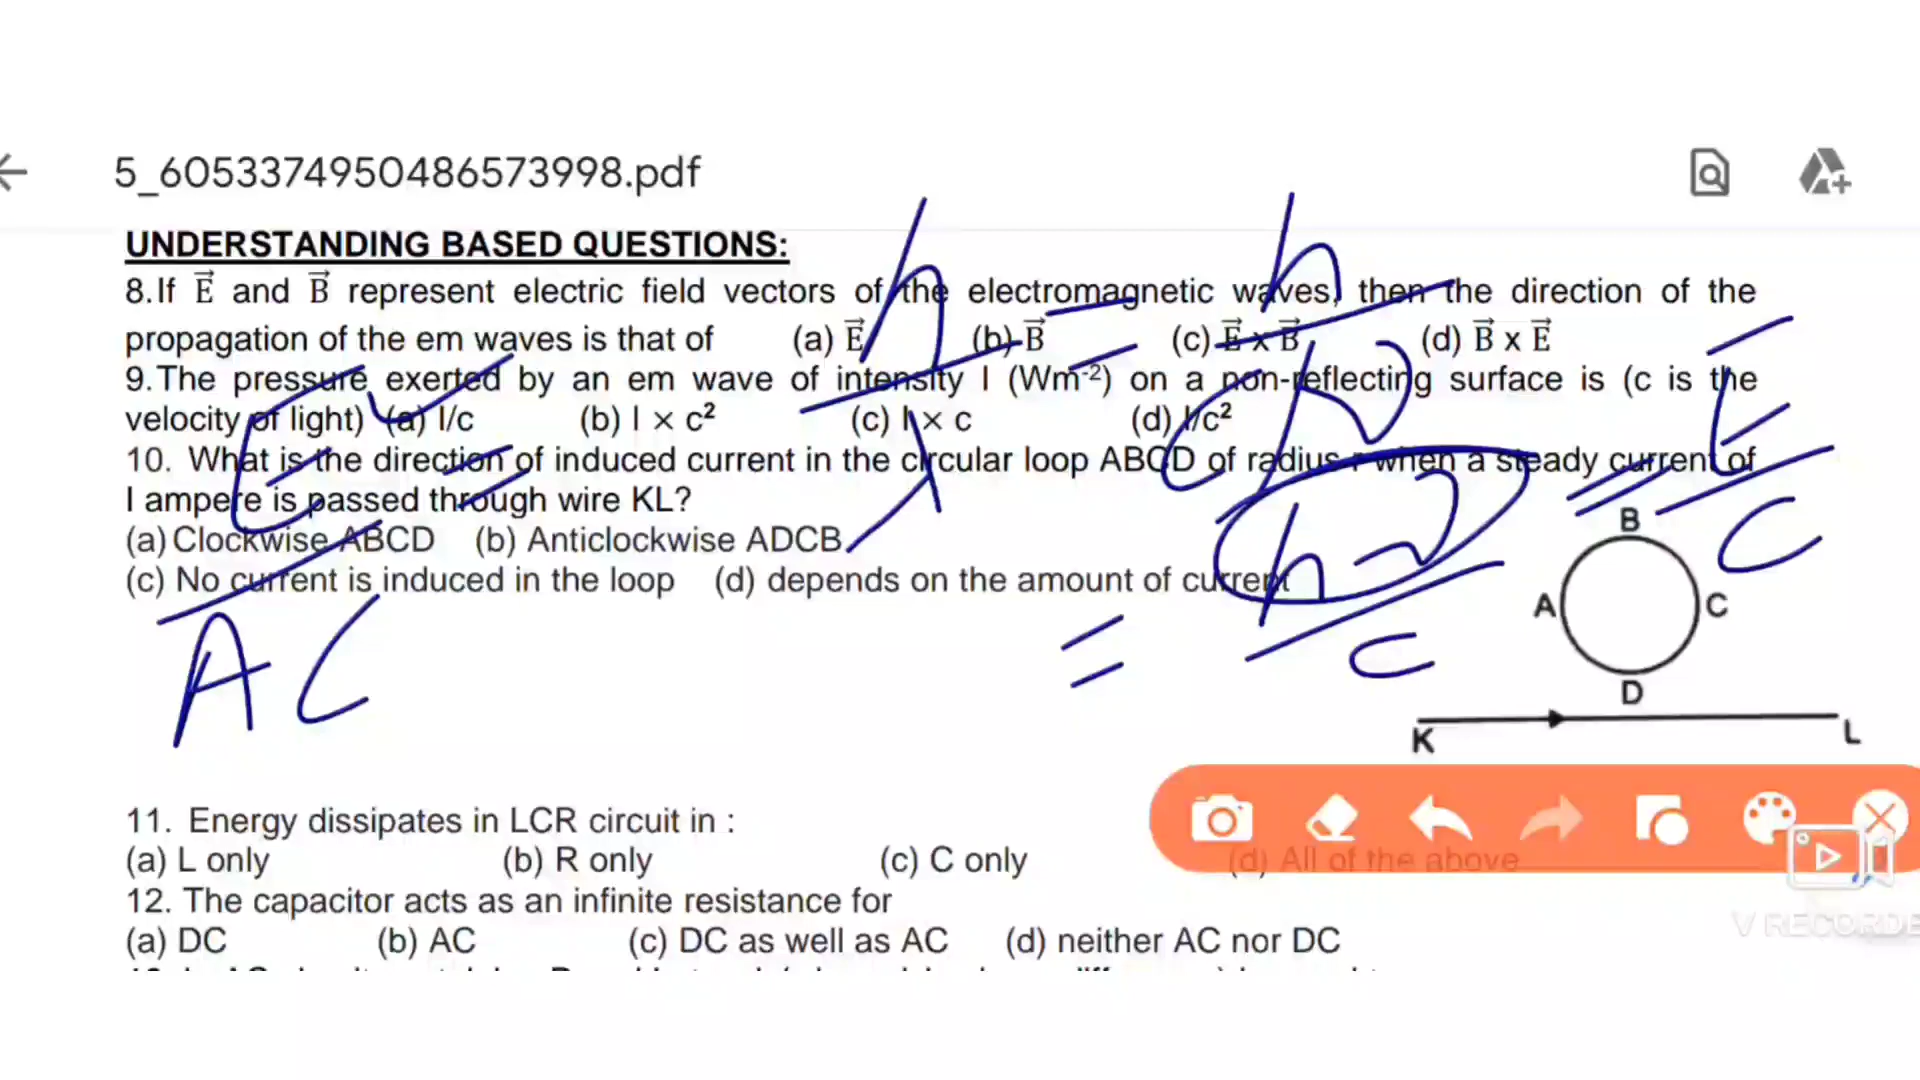 5_6053374950486573998.pdf
UNDERSTANDING BASED QUESTIONS:
8.If E⃗ and B⃗ represent electric field vectors of the electromagnetic waves, then the direction of the
propagation of the em waves is that of (a) E⃗ (b) B⃗ (c) E⃗ x B⃗ (d) B⃗ x E⃗
9.The pressure exerted by an em wave of intensity I (Wm⁻²) on a non-reflecting surface is (c is the
velocity of light) (a) I/c (b) I × c² (c) I × c (d) I/c²
10. What is the direction of induced current in the circular loop ABCD of radius r when a steady current of
I ampere is passed through wire KL?
(a) Clockwise ABCD (b) Anticlockwise ADCB
(c) No current is induced in the loop (d) depends on the amount of current
B
A C
D
K L
h/λ = hν/cν
= hν/c = E/c
E/AC =
11. Energy dissipates in LCR circuit in :
(a) L only (b) R only (c) C only (d) All of the above
12. The capacitor acts as an infinite resistance for
(a) DC (b) AC (c) DC as well as AC (d) neither AC nor DC
V RECORDE